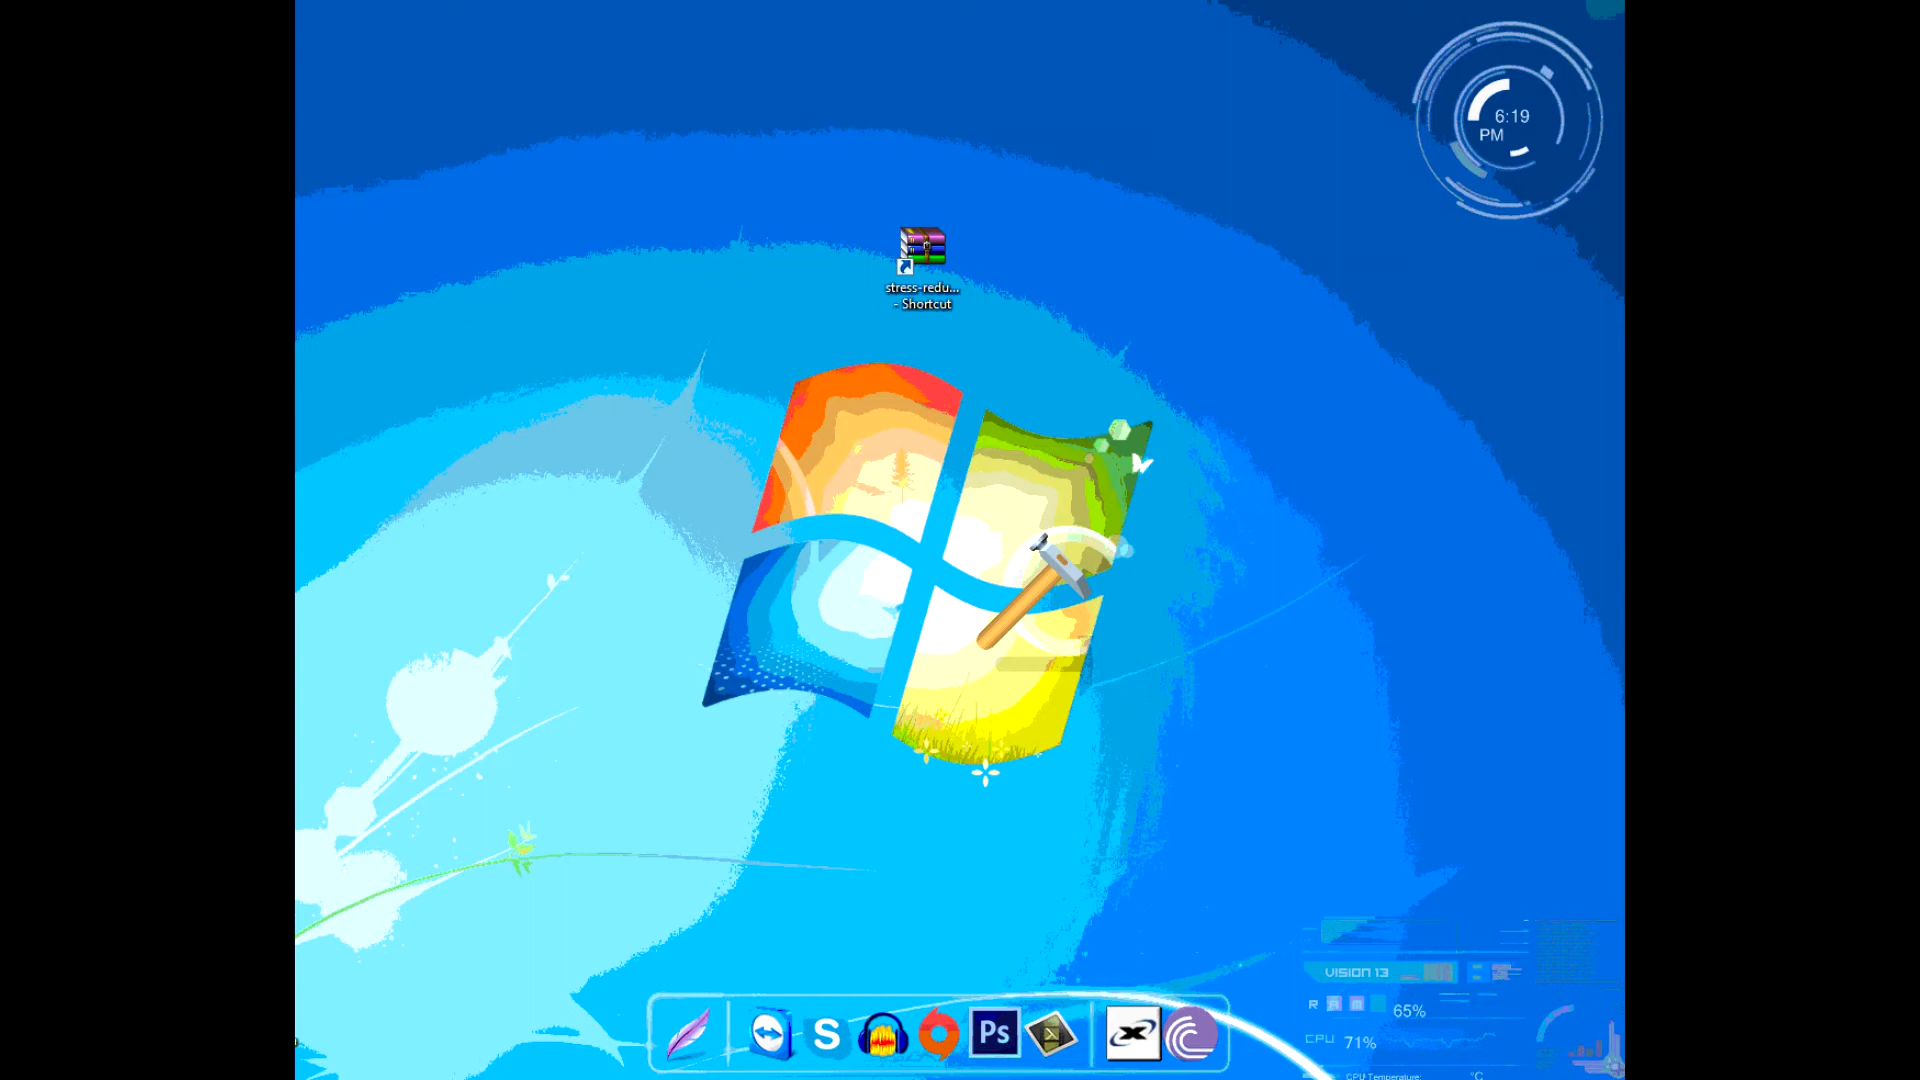 6:19
PM
stress-redu...
- Shortcut
VISION 13
R A M
65%
CPU 71%
CPU Temperature: °C
S
Ps